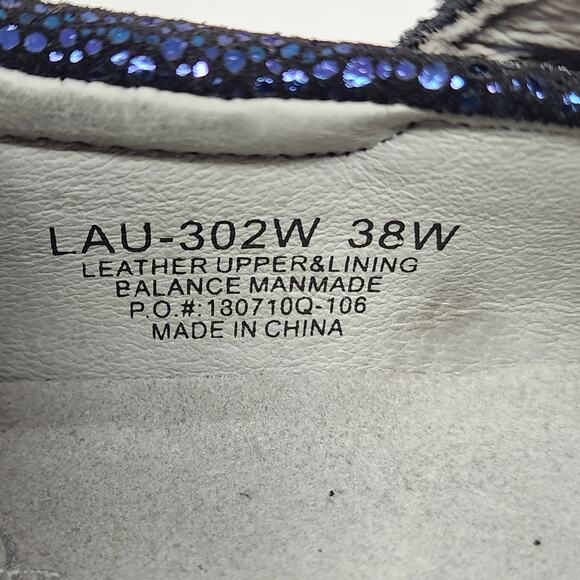 LAU-302W 38W
LEATHER UPPER&LINING
BALANCE MANMADE
P.O.#:130710Q-106
MADE IN CHINA